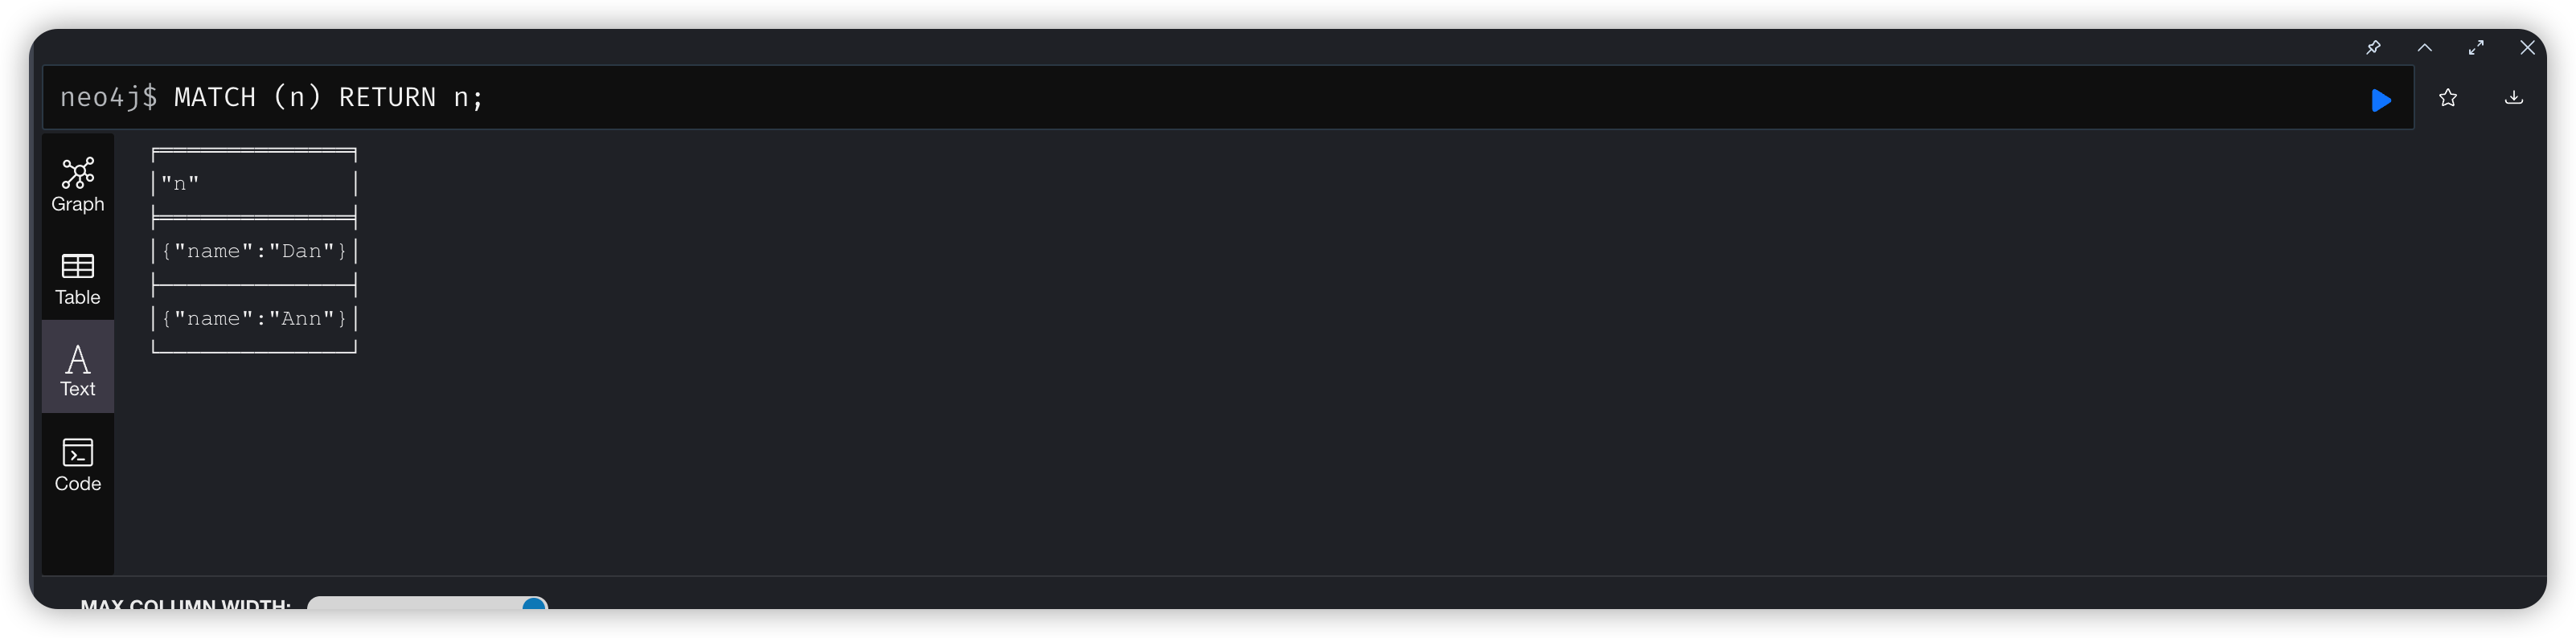 neo4j$ MATCH (n) RETURN n;
Graph
Table
Text
Code
"n"
{"name":"Dan"}
{"name":"Ann"}
MAX COLUMN WIDTH: